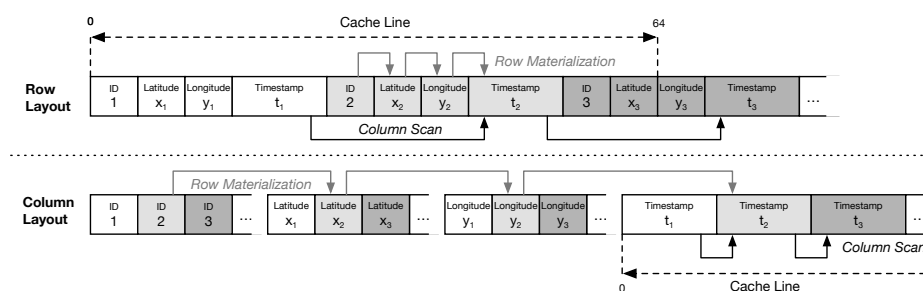 0 Cache Line 64
Row Materialization
Row Layout
ID Latitude Longitude Timestamp ID Latitude Longitude Timestamp ID Latitude Longitude Timestamp
1 x1 y1 t1 2 x2 y2 t2 3 x3 y3 t3 ...
Column Scan
Row Materialization
Column Layout
ID ID ID Latitude Latitude Latitude Longitude Longitude Longitude Timestamp Timestamp Timestamp
1 2 3 ... x1 x2 x3 ... y1 y2 y3 ... t1 t2 t3 ...
Column Scan
0 Cache Line